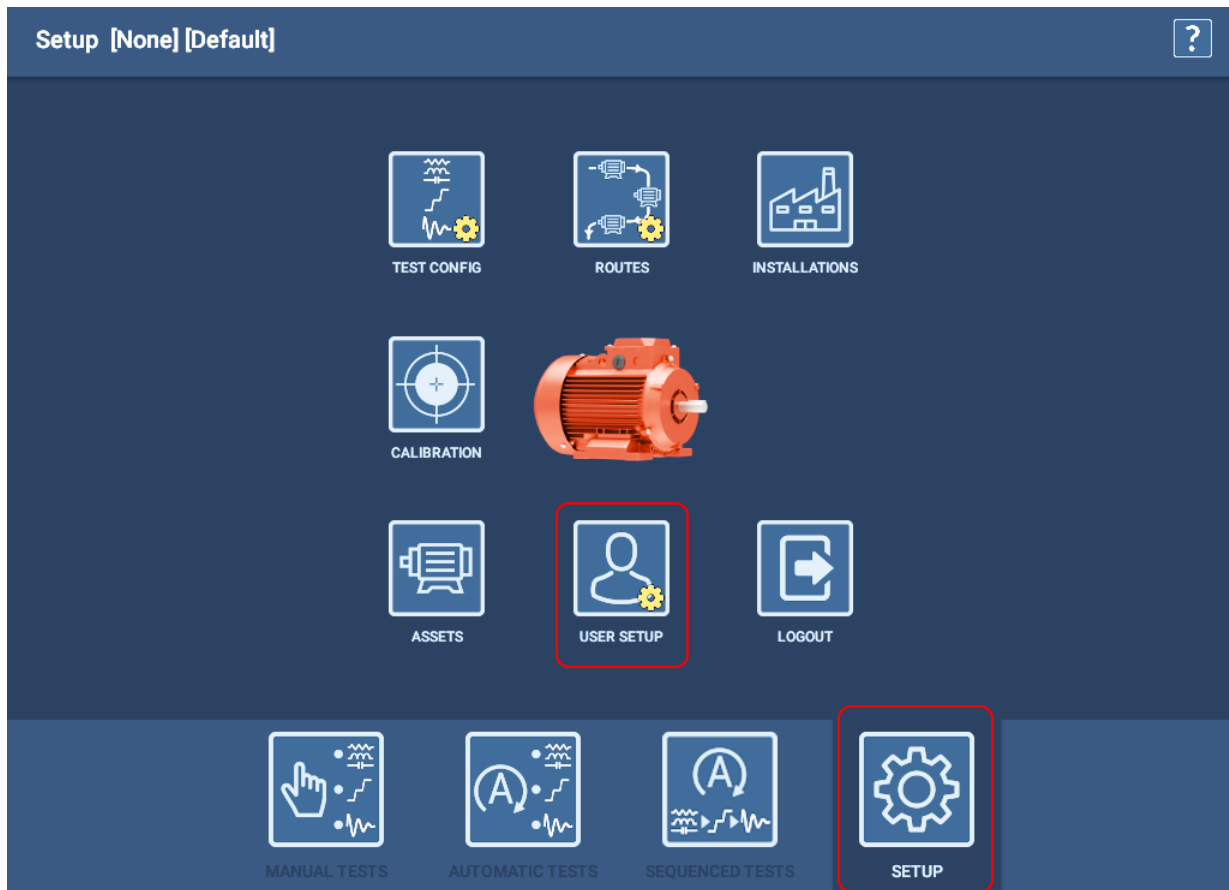 Setup [None] [Default]
?
TEST CONFIG
ROUTES
INSTALLATIONS
CALIBRATION
ASSETS
USER SETUP
LOGOUT
A
A
MANUAL TESTS
AUTOMATIC TESTS
SEQUENCED TESTS
SETUP